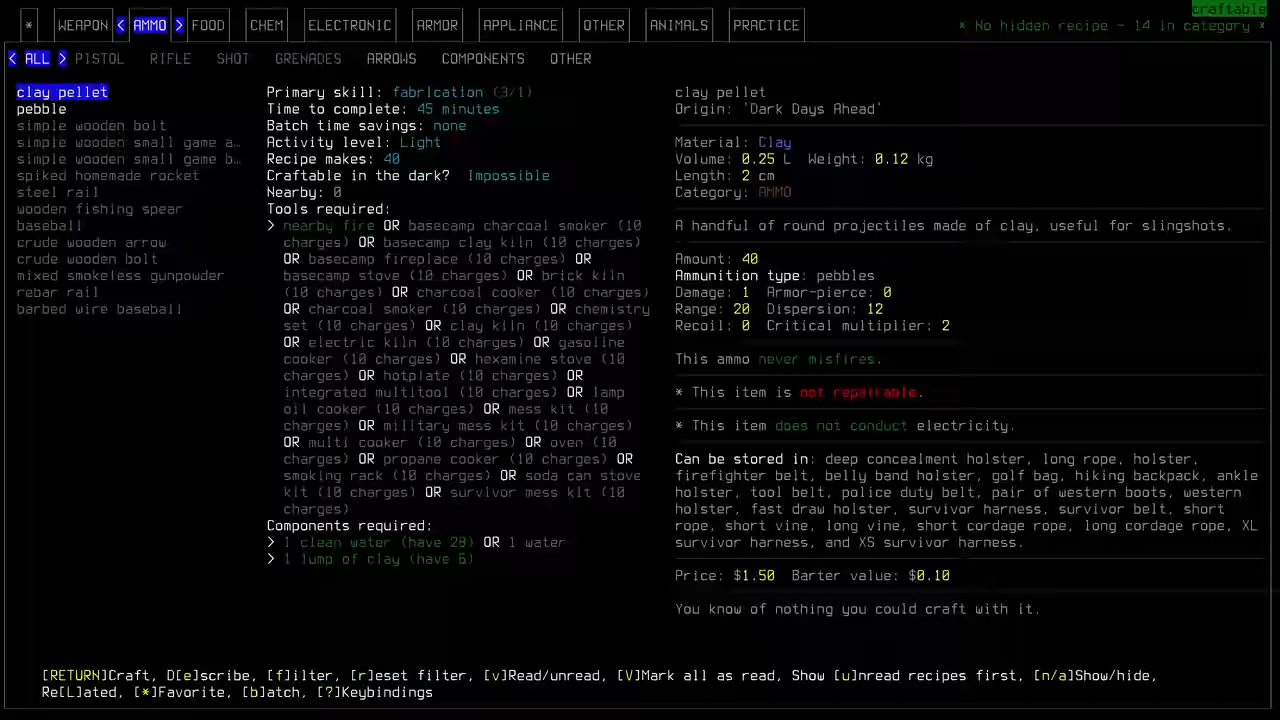 craftable
* WEAPON < AMMO > FOOD CHEM ELECTRONIC ARMOR APPLIANCE OTHER ANIMALS PRACTICE * No hidden recipe - 14 in category *
< ALL > PISTOL RIFLE SHOT GRENADES ARROWS COMPONENTS OTHER
clay pellet
pebble
simple wooden bolt
simple wooden small game a…
simple wooden small game b…
spiked homemade rocket
steel rail
wooden fishing spear
baseball
crude wooden arrow
crude wooden bolt
mixed smokeless gunpowder
rebar rail
barbed wire baseball
Primary skill: fabrication (3/1)
Time to complete: 45 minutes
Batch time savings: none
Activity level: Light
Recipe makes: 40
Craftable in the dark? Impossible
Nearby: 0
Tools required:
> nearby fire OR basecamp charcoal smoker (10
charges) OR basecamp clay kiln (10 charges)
OR basecamp fireplace (10 charges) OR
basecamp stove (10 charges) OR brick kiln
(10 charges) OR charcoal cooker (10 charges)
OR charcoal smoker (10 charges) OR chemistry
set (10 charges) OR clay kiln (10 charges)
OR electric kiln (10 charges) OR gasoline
cooker (10 charges) OR hexamine stove (10
charges) OR hotplate (10 charges) OR
integrated multitool (10 charges) OR lamp
oil cooker (10 charges) OR mess kit (10
charges) OR military mess kit (10 charges)
OR multi cooker (10 charges) OR oven (10
charges) OR propane cooker (10 charges) OR
smoking rack (10 charges) OR soda can stove
kit (10 charges) OR survivor mess kit (10
charges)
Components required:
> 1 clean water (have 29) OR 1 water
> 1 lump of clay (have 6)
clay pellet
Origin: 'Dark Days Ahead'
Material: Clay
Volume: 0.25 L Weight: 0.12 kg
Length: 2 cm
Category: AMMO
A handful of round projectiles made of clay, useful for slingshots.
Amount: 40
Ammunition type: pebbles
Damage: 1 Armor-pierce: 0
Range: 20 Dispersion: 12
Recoil: 0 Critical multiplier: 2
This ammo never misfires.
* This item is not repairable.
* This item does not conduct electricity.
Can be stored in: deep concealment holster, long rope, holster,
firefighter belt, belly band holster, golf bag, hiking backpack, ankle
holster, tool belt, police duty belt, pair of western boots, western
holster, fast draw holster, survivor harness, survivor belt, short
rope, short vine, long vine, short cordage rope, long cordage rope, XL
survivor harness, and XS survivor harness.
Price: $1.50 Barter value: $0.10
You know of nothing you could craft with it.
[RETURN]Craft, D[e]scribe, [f]ilter, [r]eset filter, [v]Read/unread, [V]Mark all as read, Show [u]nread recipes first, [n/a]Show/hide,
Re[L]ated, [*]Favorite, [b]atch, [?]Keybindings